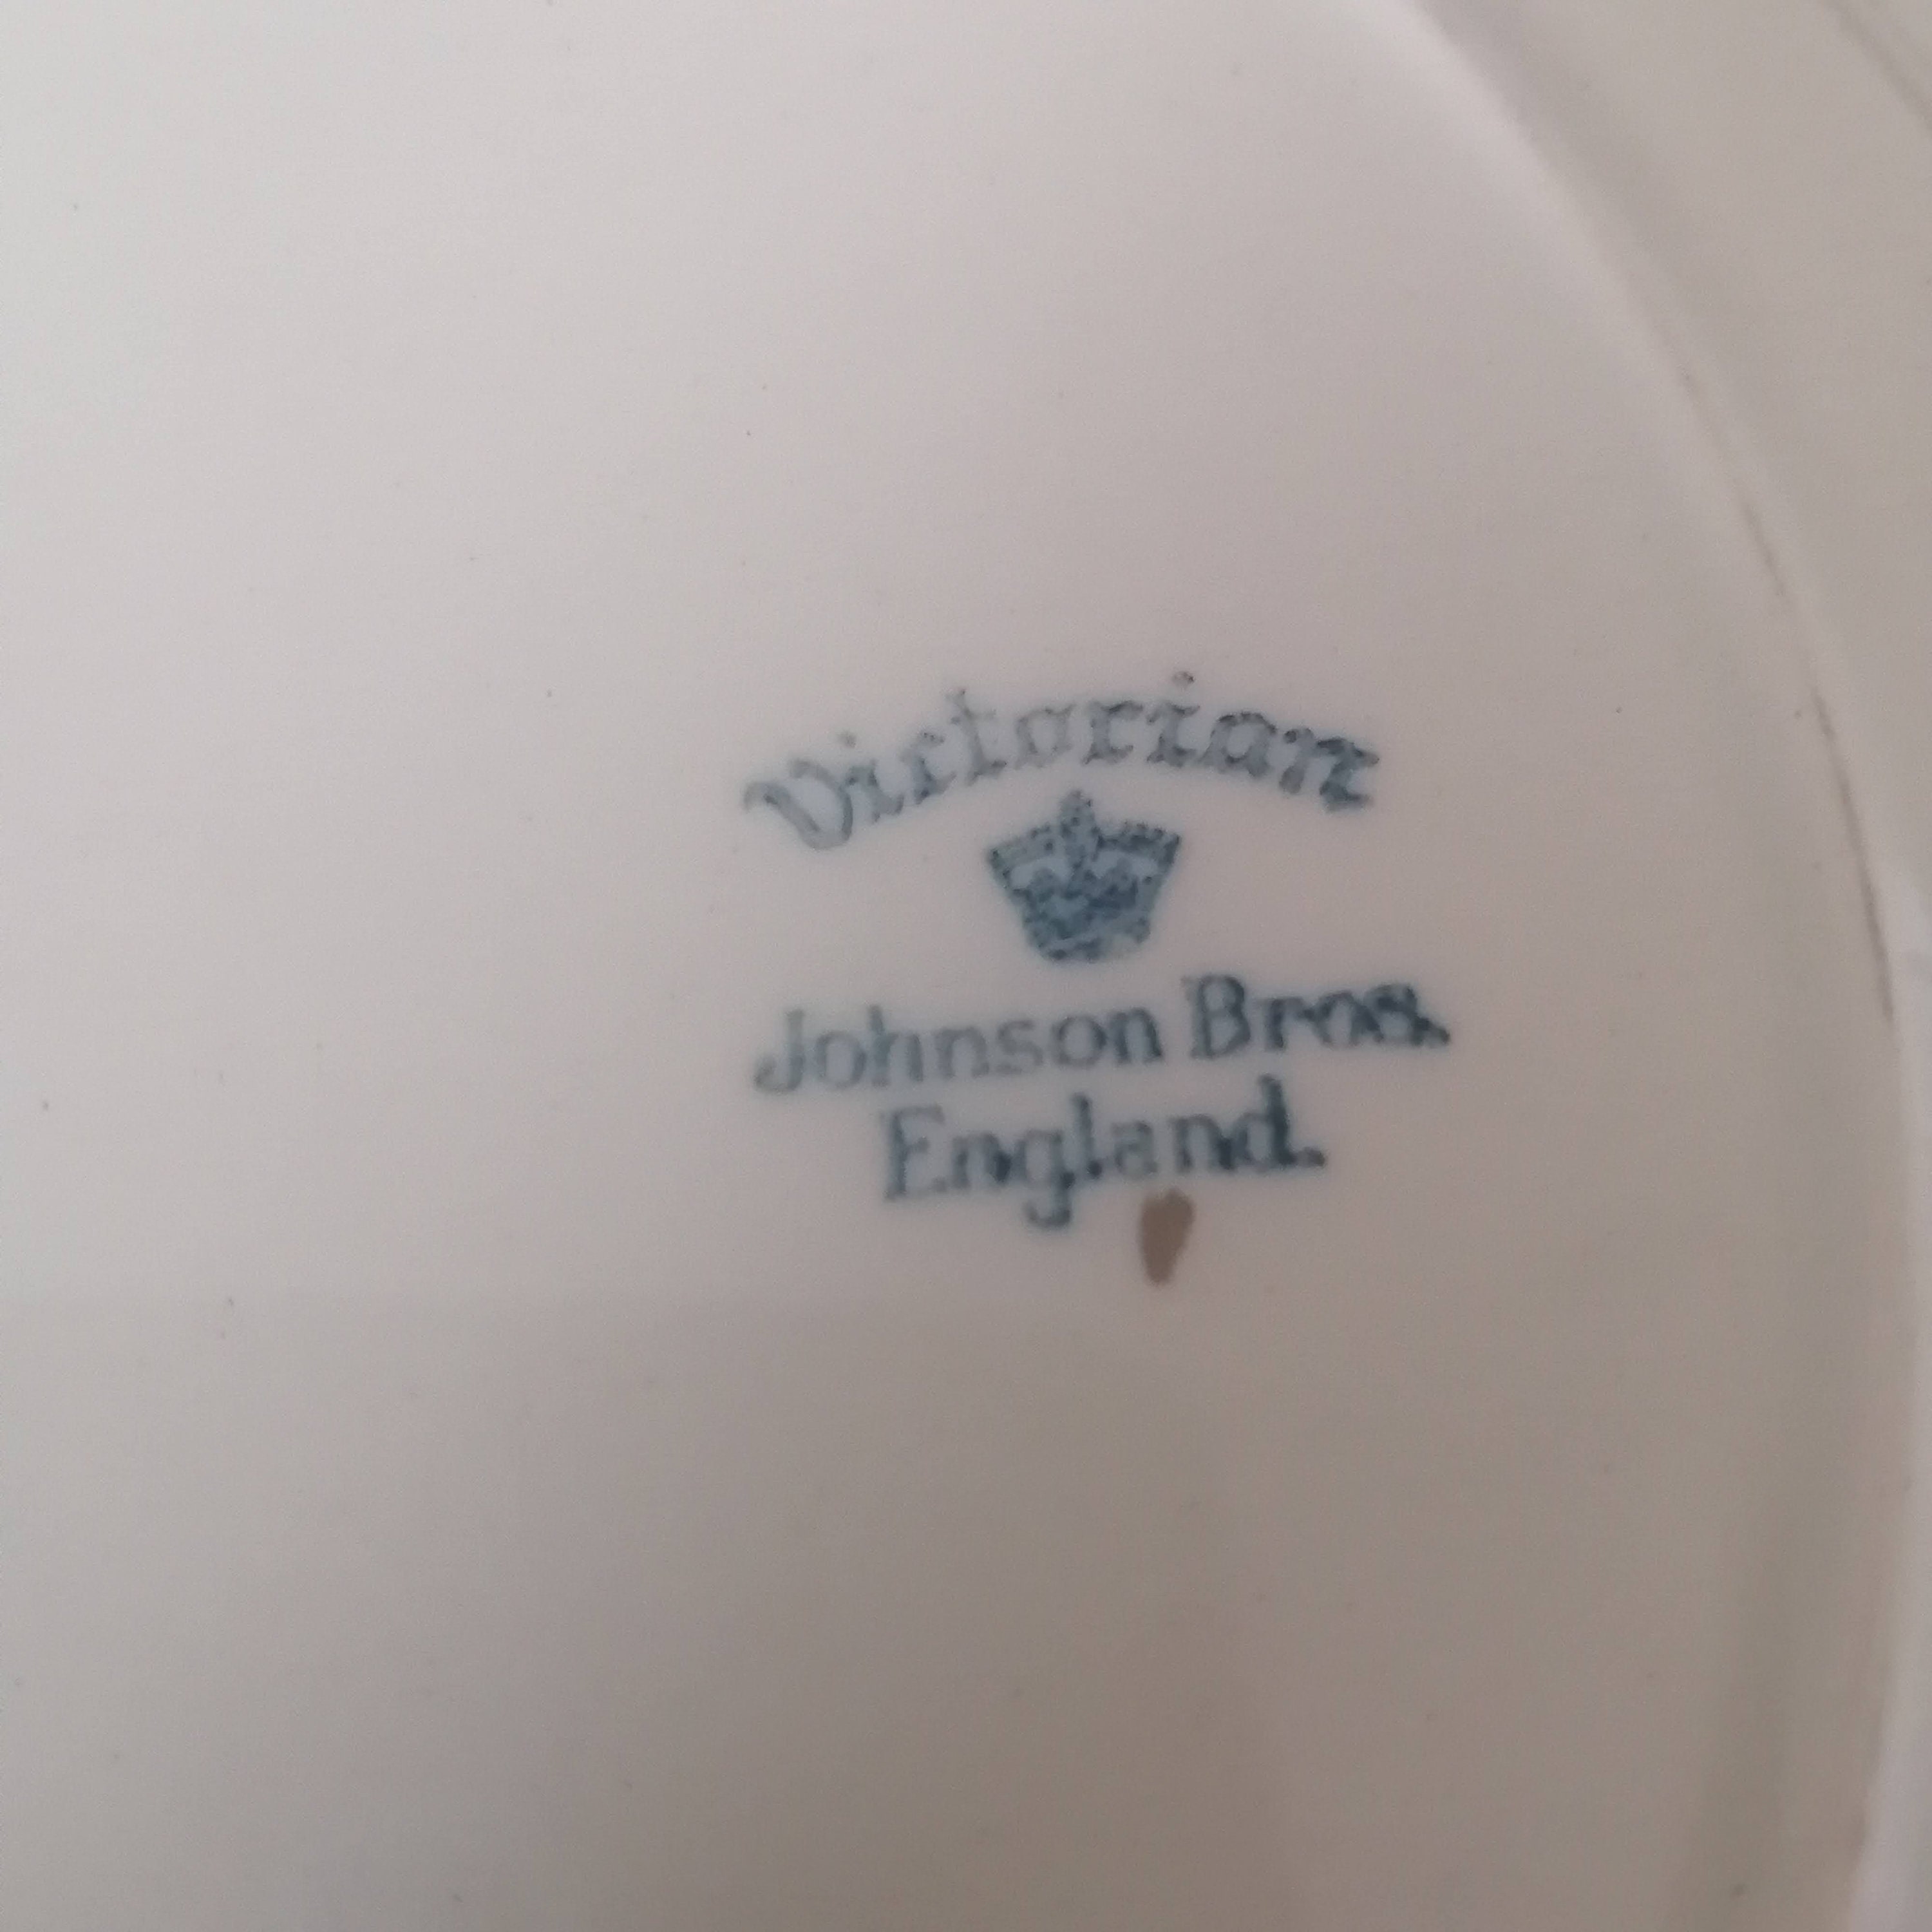 Victorian
Johnson Bros.
England.